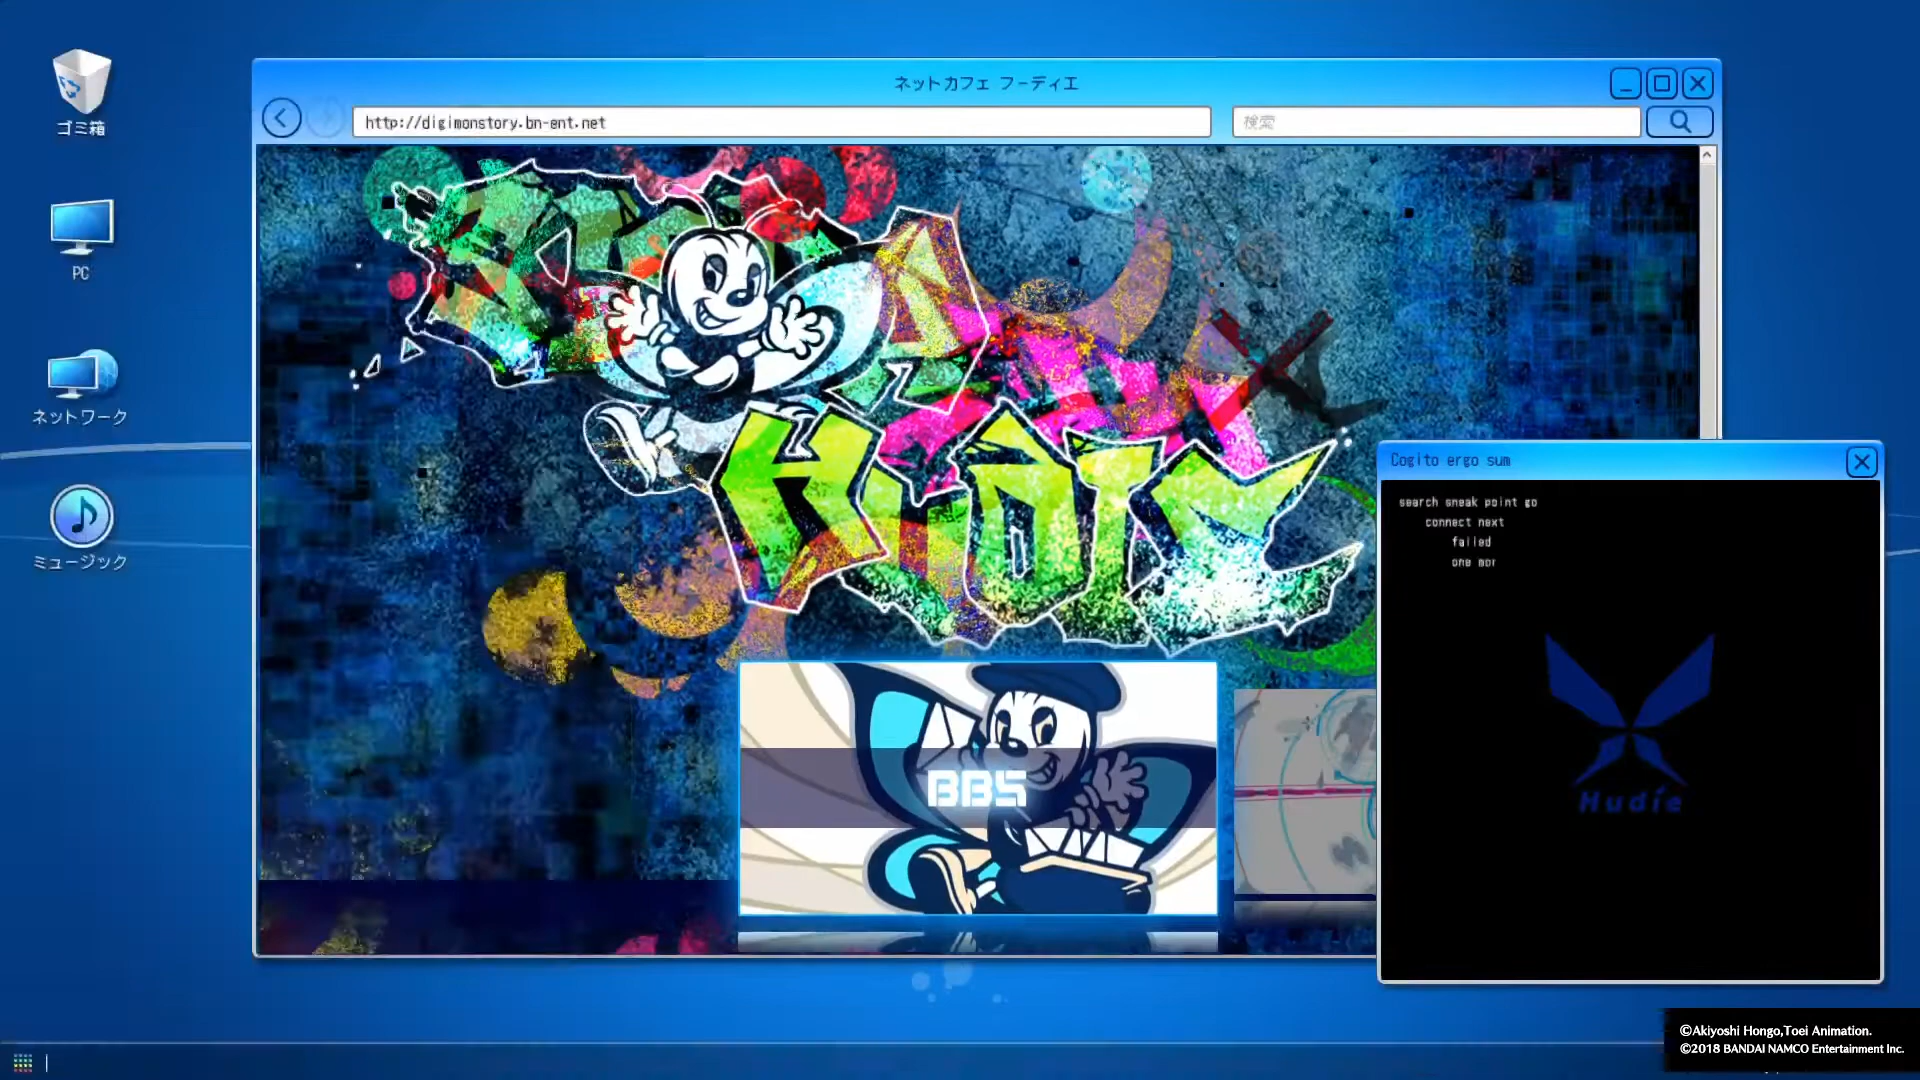 ゴミ箱
PC
ネットワーク
ミュージック
ネットカフェ フーディエ
http://digimonstory.bn-ent.net
検索
HUDIE
BBS
Cogito ergo sum
search sneak point go
connect next
failed
one mor
Hudie
©Akiyoshi Hongo,Toei Animation.
©2018 BANDAI NAMCO Entertainment Inc.